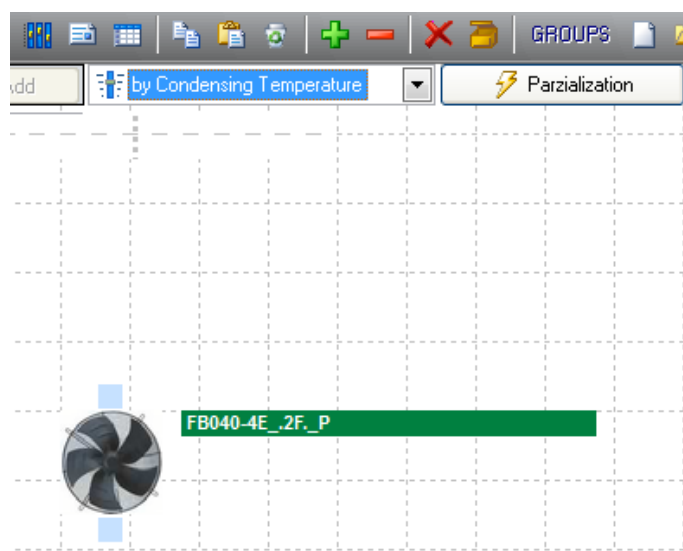 GROUPS
dd
by Condensing Temperature
Parzialization
FB040-4E_.2F._P